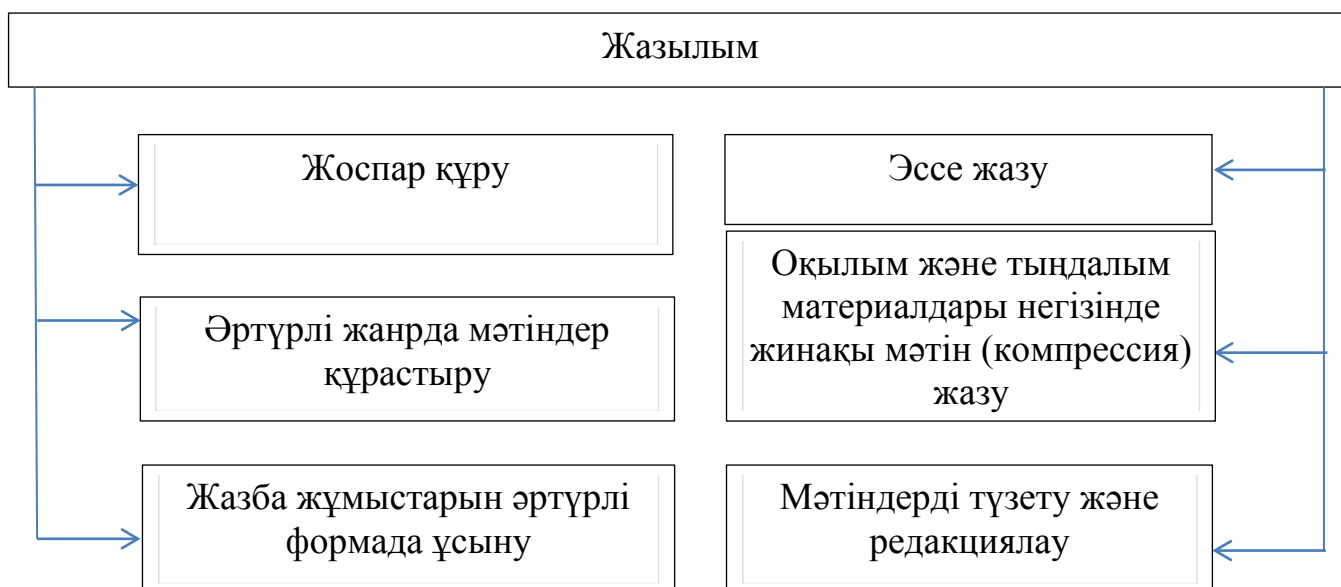 Жазылым
Жоспар құру
Әртүрлі жанрда мәтіндер
құрастыру
Жазба жұмыстарын әртүрлі
формада ұсыну
Эссе жазу
Оқылым және тыңдалым
материалдары негізінде
жинақы мәтін (компрессия)
жазу
Мәтіндерді түзету және
редакциялау